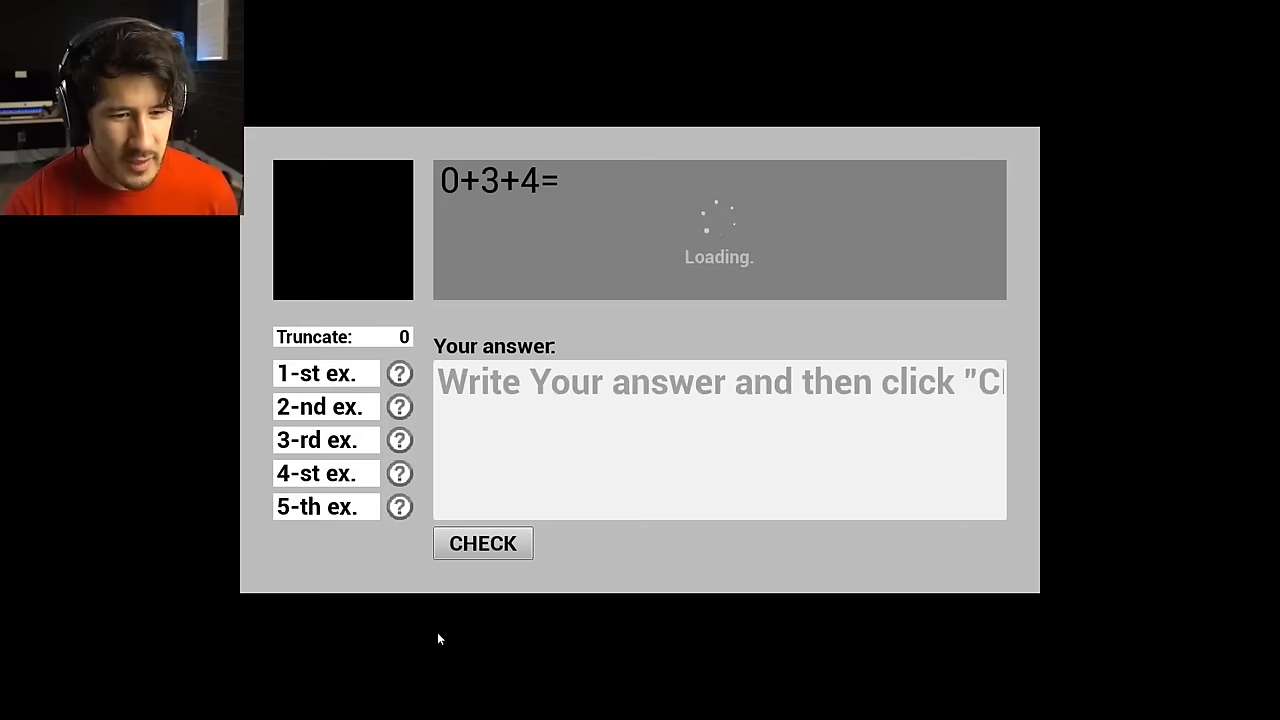 0+3+4=
Loading.
Truncate: 0
Your answer:
1-st ex.
Write Your answer and then click "C
2-nd ex.
3-rd ex.
4-st ex.
5-th ex.
CHECK